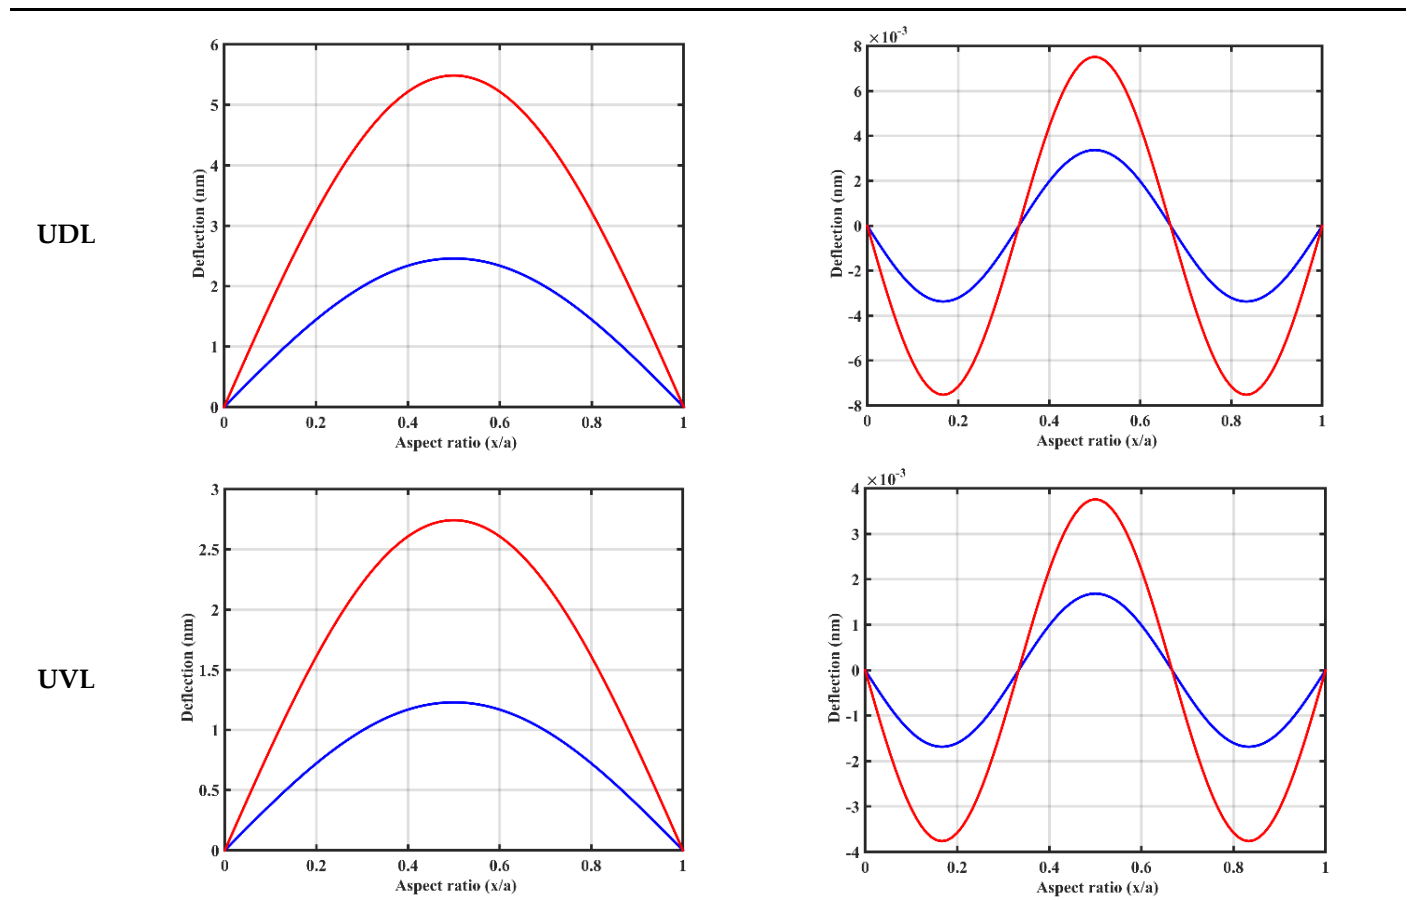 UDL
6
5
4
3
2
1
0
Deflection (nm)
0 0.2 0.4 0.6 0.8 1
Aspect ratio (x/a)
×10-3
8
6
4
2
0
-2
-4
-6
-8
Deflection (nm)
0 0.2 0.4 0.6 0.8 1
Aspect ratio (x/a)
UVL
3
2.5
2
1.5
1
0.5
0
Deflection (nm)
0 0.2 0.4 0.6 0.8 1
Aspect ratio (x/a)
×10-3
4
3
2
1
0
-1
-2
-3
-4
Deflection (nm)
0 0.2 0.4 0.6 0.8 1
Aspect ratio (x/a)